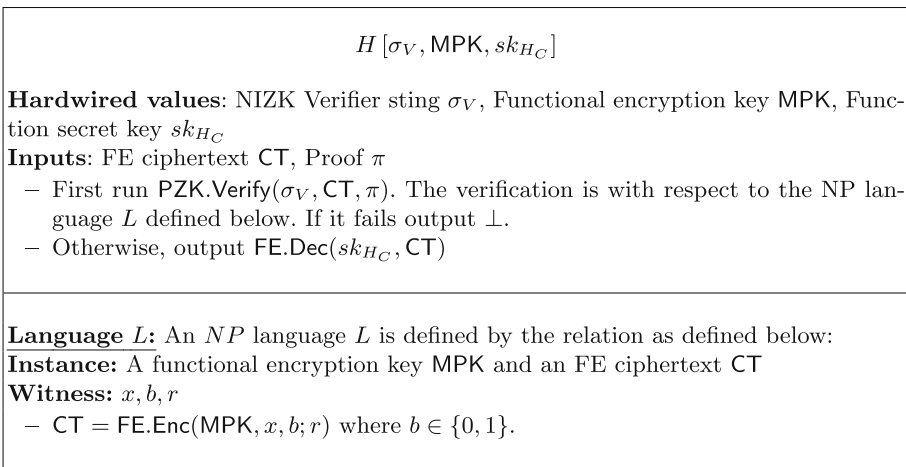 H [σ_V, MPK, sk_{H_C}]
Hardwired values: NIZK Verifier sting σ_V, Functional encryption key MPK, Func-
tion secret key sk_{H_C}
Inputs: FE ciphertext CT, Proof π
– First run PZK.Verify(σ_V, CT, π). The verification is with respect to the NP lan-
guage L defined below. If it fails output ⊥.
– Otherwise, output FE.Dec(sk_{H_C}, CT)
Language L: An NP language L is defined by the relation as defined below:
Instance: A functional encryption key MPK and an FE ciphertext CT
Witness: x, b, r
– CT = FE.Enc(MPK, x, b; r) where b ∈ {0, 1}.